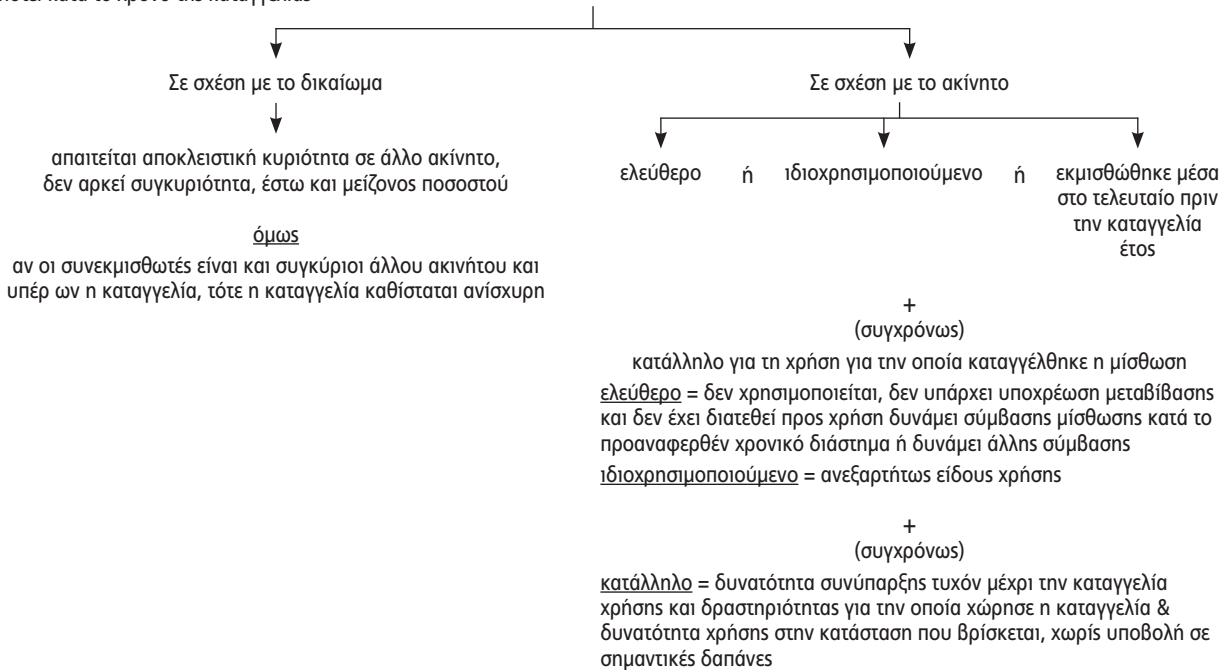 κατά το χρόνο της καταγγελίας
Σε σχέση με το δικαίωμα
απαιτείται αποκλειστική κυριότητα σε άλλο ακίνητο,
δεν αρκεί συγκυριότητα, έστω και μείζονος ποσοστού
όμως
αν οι συνεκμισθωτές είναι και συγκύριοι άλλου ακινήτου και
υπέρ ων η καταγγελία, τότε η καταγγελία καθίσταται ανίσχυρη
Σε σχέση με το ακίνητο
ελεύθερο ή ιδιοχρησιμοποιούμενο ή εκμισθώθηκε μέσα
στο τελευταίο πριν
την καταγγελία
έτος
+
(συγχρόνως)
κατάλληλο για τη χρήση για την οποία καταγγέλθηκε η μίσθωση
ελεύθερο = δεν χρησιμοποιείται, δεν υπάρχει υποχρέωση μεταβίβασης
και δεν έχει διατεθεί προς χρήση δυνάμει σύμβασης μίσθωσης κατά το
προαναφερθέν χρονικό διάστημα ή δυνάμει άλλης σύμβασης
ιδιοχρησιμοποιούμενο = ανεξαρτήτως είδους χρήσης
+
(συγχρόνως)
κατάλληλο = δυνατότητα συνύπαρξης τυχόν μέχρι την καταγγελία
χρήσης και δραστηριότητας για την οποία χώρησε η καταγγελία &
δυνατότητα χρήσης στην κατάσταση που βρίσκεται, χωρίς υποβολή σε
σημαντικές δαπάνες